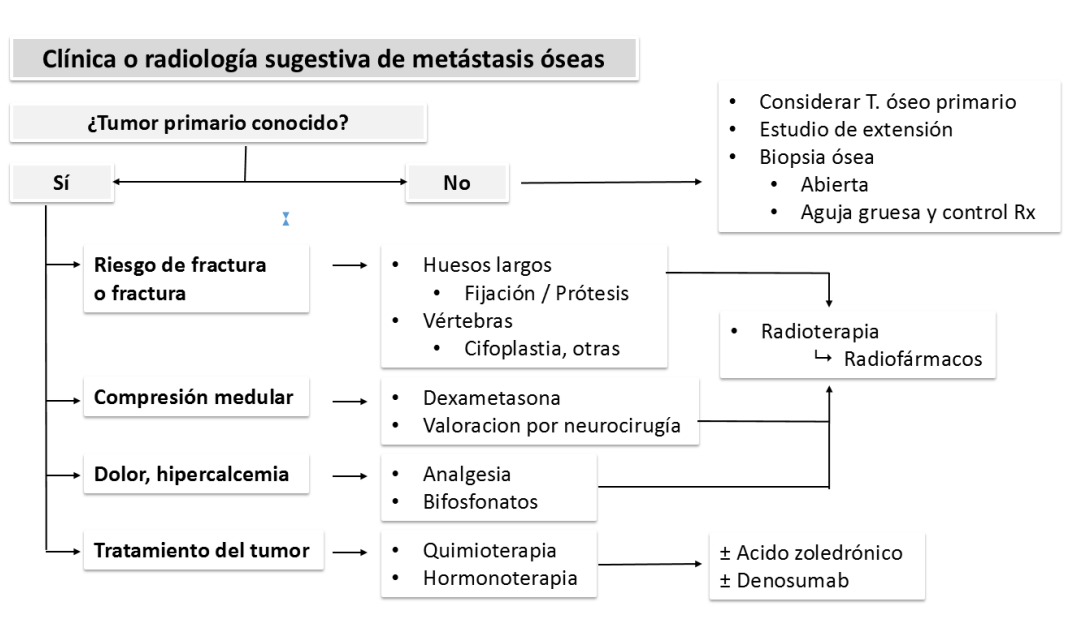 Clínica o radiología sugestiva de metástasis óseas
¿Tumor primario conocido?
Sí
No
• Considerar T. óseo primario
• Estudio de extensión
• Biopsia ósea
• Abierta
• Aguja gruesa y control Rx
Riesgo de fractura
o fractura
• Huesos largos
• Fijación / Prótesis
• Vértebras
• Cifoplastia, otras
• Radioterapia
↳ Radiofármacos
Compresión medular
• Dexametasona
• Valoracion por neurocirugía
Dolor, hipercalcemia
• Analgesia
• Bifosfonatos
Tratamiento del tumor
• Quimioterapia
• Hormonoterapia
± Acido zoledrónico
± Denosumab